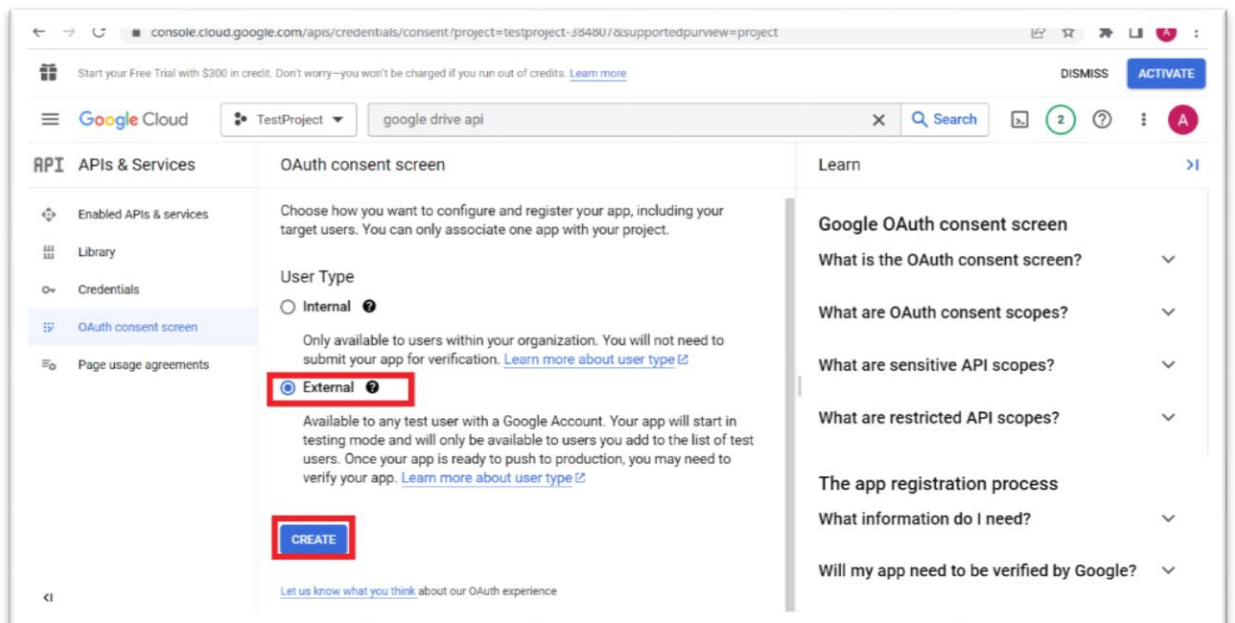 console.cloud.google.com/apis/credentials/consent?project=testproject-384807&supportedpurview=project
A
Start your Free Trial with $300 in credit. Don't worry—you won't be charged if you run out of credits. Learn more
DISMISS
ACTIVATE
Google Cloud
TestProject
google drive api
Search
2
A
API APIs & Services
Enabled APIs & services
Library
Credentials
OAuth consent screen
Page usage agreements
OAuth consent screen
Choose how you want to configure and register your app, including your
target users. You can only associate one app with your project.
User Type
Internal
Only available to users within your organization. You will not need to
submit your app for verification. Learn more about user type
External
Available to any test user with a Google Account. Your app will start in
testing mode and will only be available to users you add to the list of test
users. Once your app is ready to push to production, you may need to
verify your app. Learn more about user type
CREATE
Let us know what you think about our OAuth experience
Learn
Google OAuth consent screen
What is the OAuth consent screen?
What are OAuth consent scopes?
What are sensitive API scopes?
What are restricted API scopes?
The app registration process
What information do I need?
Will my app need to be verified by Google?